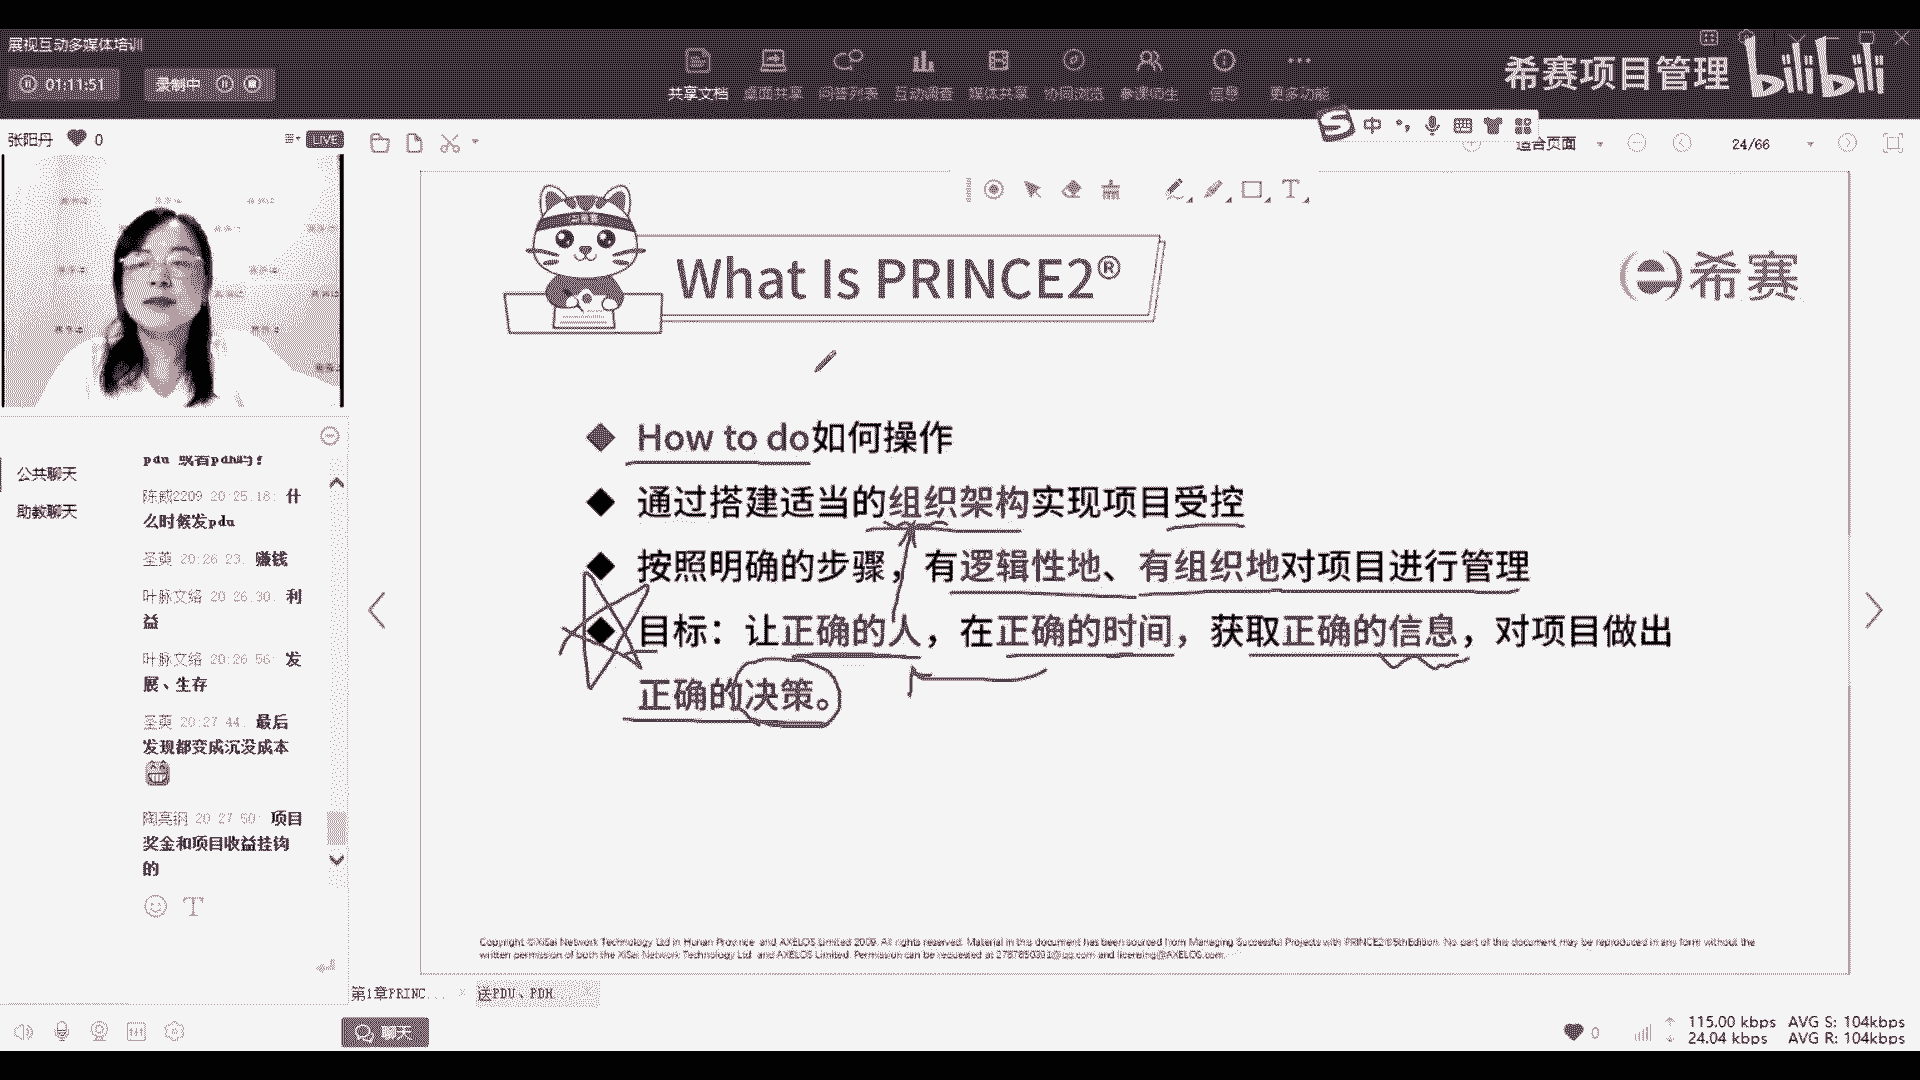 展视互动多媒体培训
01:11:51
录制中
共享文档 桌面共享 问答列表 互动调查 媒体共享 协同浏览 参课师生 信息 更多功能
希赛项目管理 bilibili
张阳丹 0
LIVE
中
适合页面
24/66
What Is PRINCE2®
希赛
How to do如何操作
通过搭建适当的组织架构实现项目受控
按照明确的步骤，有逻辑性地、有组织地对项目进行管理
目标：让正确的人，在正确的时间，获取正确的信息，对项目做出
正确的决策。
公共聊天
助教聊天
pdu 或者pdh吗?
陈威2209 20:25.18: 什
么时候发pdu
圣萸 20:26 23. 赚钱
叶脉文络 20 26.30. 利
益
叶脉文络 20:26 56: 发
展、生存
圣萸 20:27 44. 最后
发现都变成沉没成本
陶亮钢 20 27 50: 项目
奖金和项目收益挂钩
的
Copyright ©XiSai Network Technology Ltd in Hunan Province and AXELOS Limited 2009. All rights reserved. Material in this document has been sourced from Managing Successful Projects with PRINCE2®5thEdition. No part of this document may be reproduced in any form without the
written permission of both the XiSai Network Technology Ltd and AXELOS Limited. Permission can be requested at
and licensing@AXELOS.com.
第1章PRINC... 送PDU、PDH
聊天
0
115.00 kbps AVG S: 104kbps
24.04 kbps AVG R: 104kbps